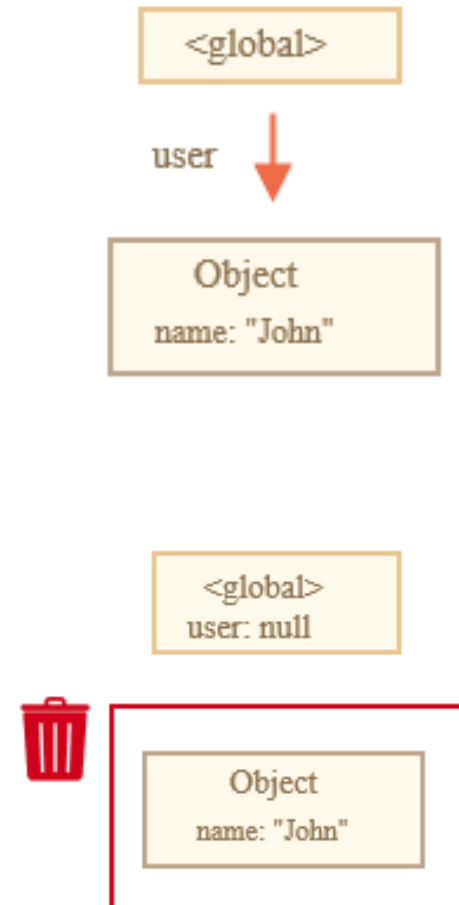 <global>
user
Object
name: "John"
<global>
user: null
Object
name: "John"